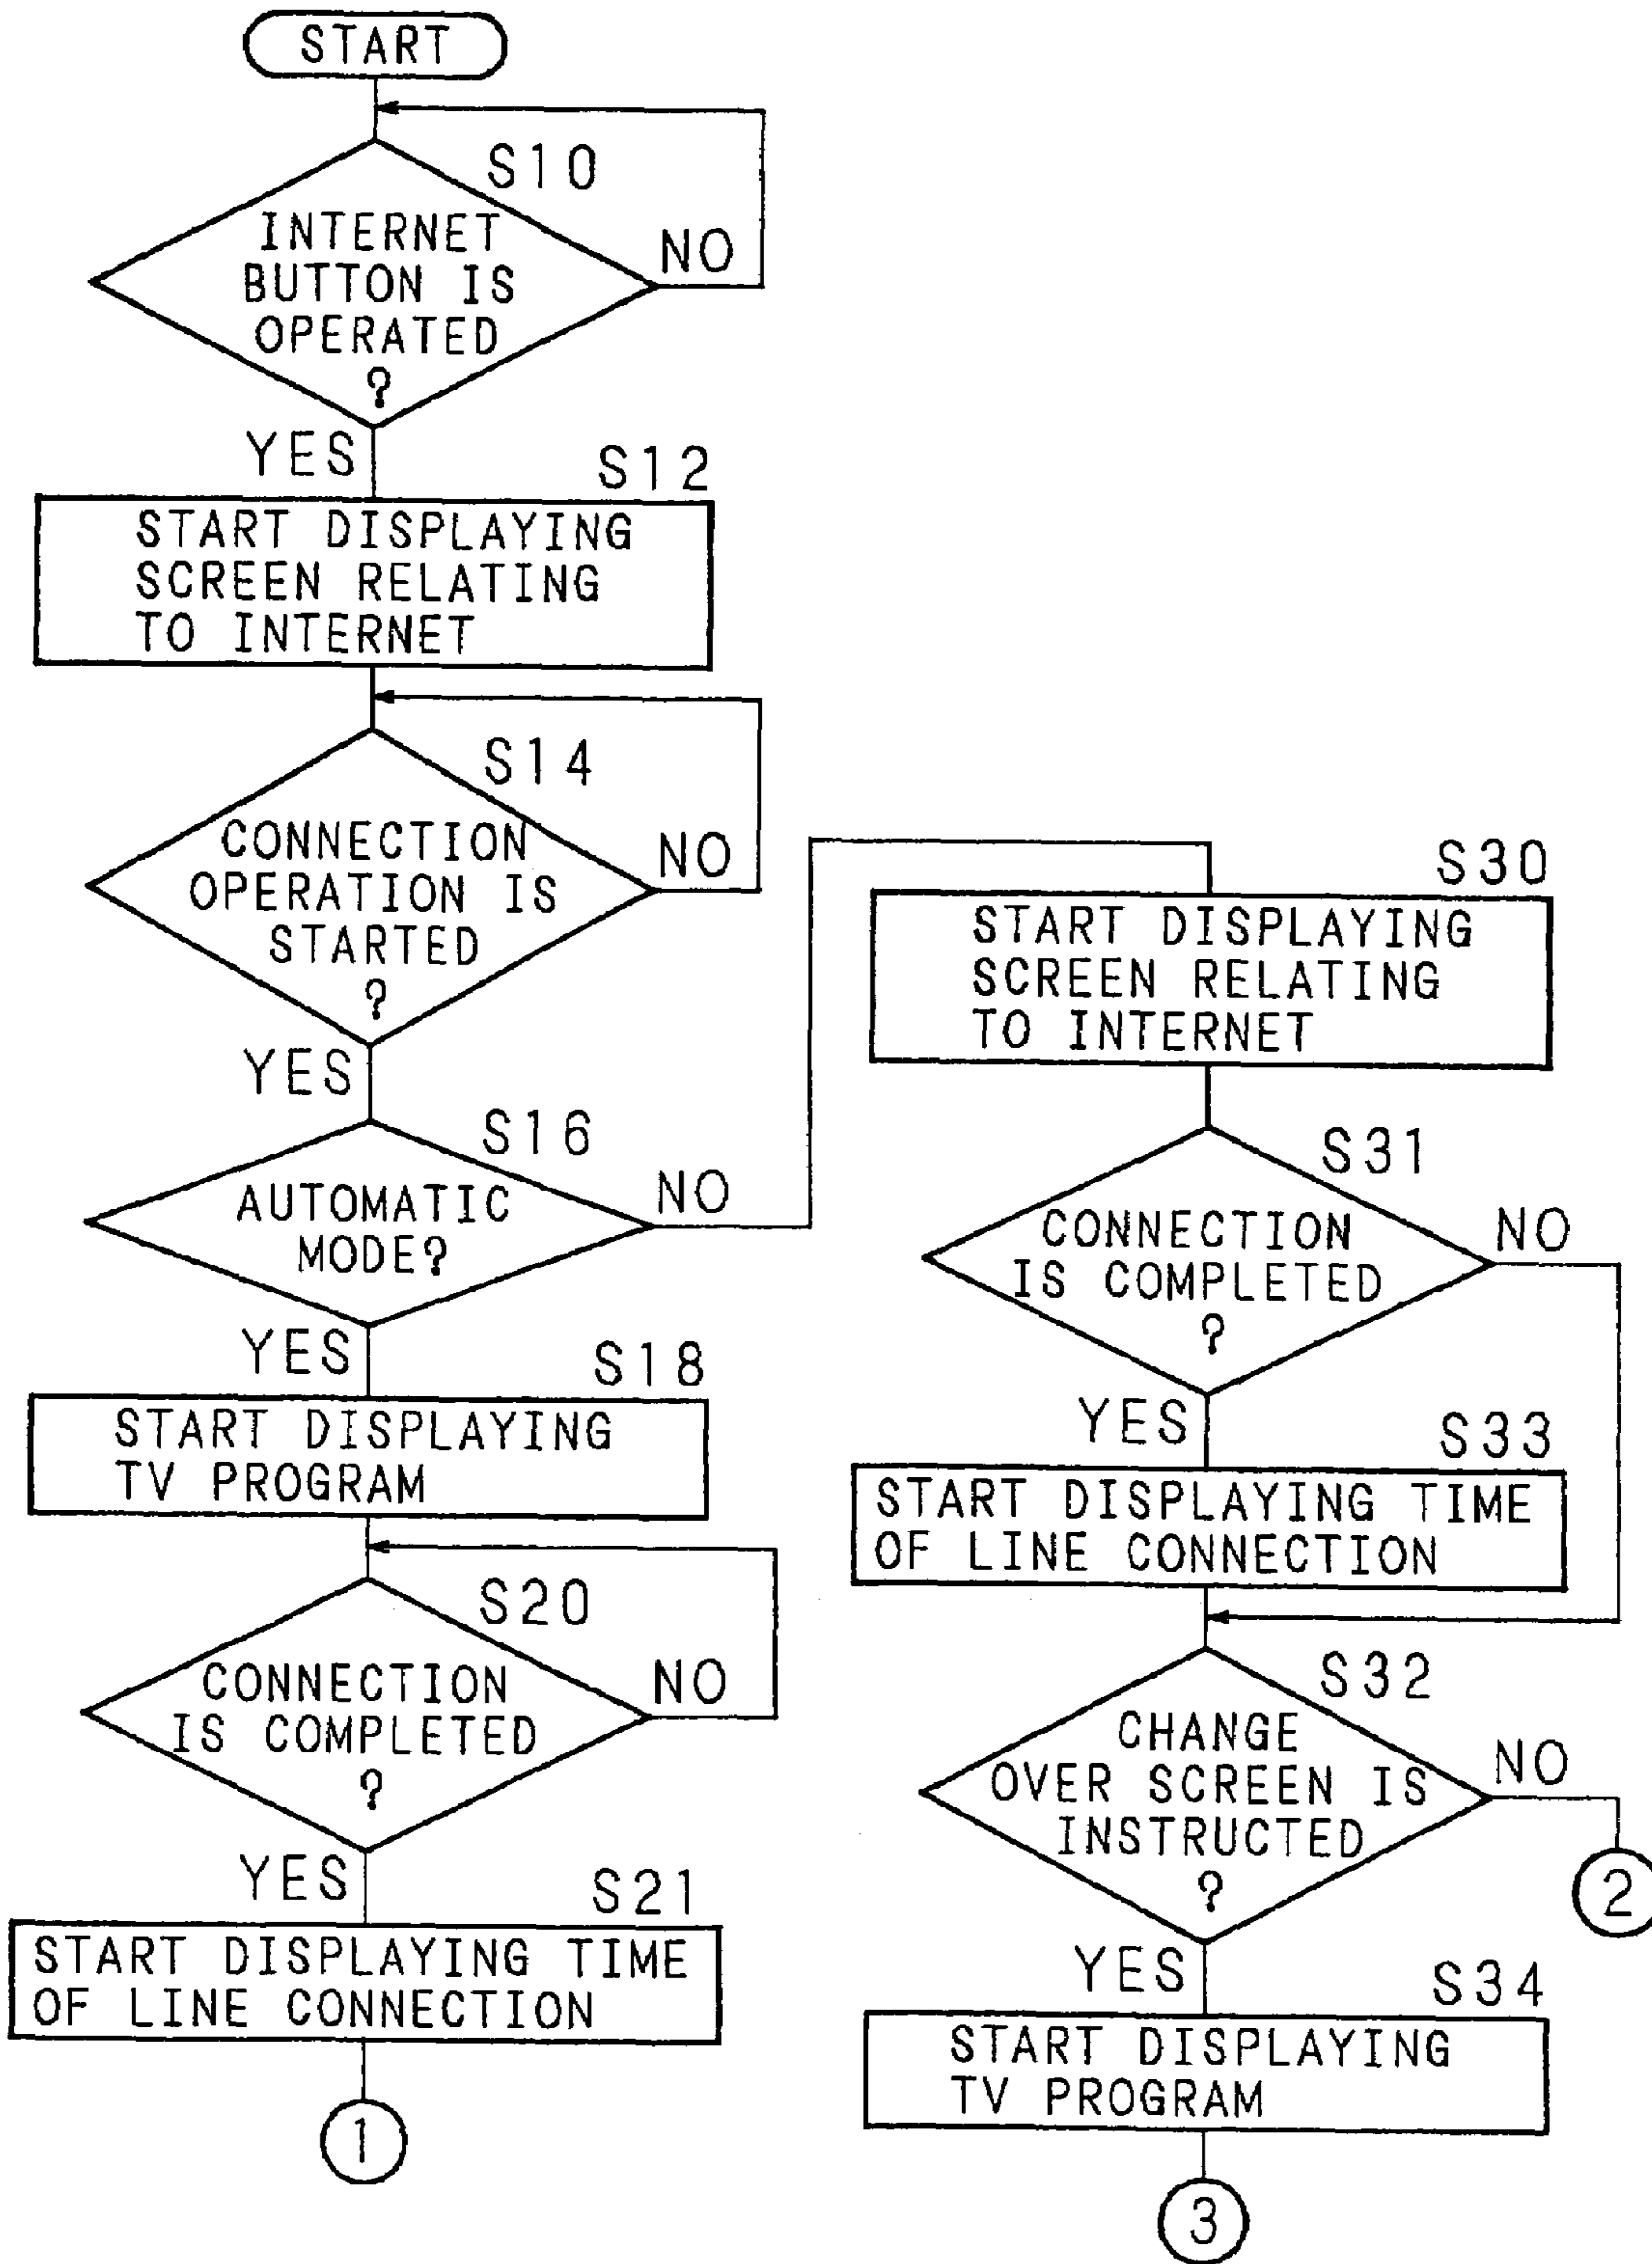 START
S10
INTERNET
BUTTON IS
OPERATED
?
NO
YES
S12
START DISPLAYING
SCREEN RELATING
TO INTERNET
S14
CONNECTION
OPERATION IS
STARTED
?
NO
YES
S16
AUTOMATIC
MODE?
NO
YES
S18
START DISPLAYING
TV PROGRAM
S20
CONNECTION
IS COMPLETED
?
NO
YES
S21
START DISPLAYING TIME
OF LINE CONNECTION
1
S30
START DISPLAYING
SCREEN RELATING
TO INTERNET
S31
CONNECTION
IS COMPLETED
?
NO
YES
S33
START DISPLAYING TIME
OF LINE CONNECTION
S32
CHANGE
OVER SCREEN IS
INSTRUCTED
?
NO
2
YES
S34
START DISPLAYING
TV PROGRAM
3